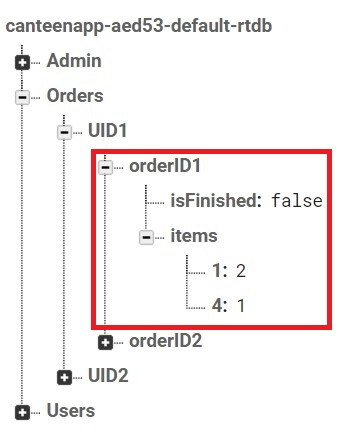 canteenapp-aed53-default-rtdb
Admin
Orders
UID1
orderID1
isFinished: false
items
1: 2
4: 1
orderID2
UID2
Users